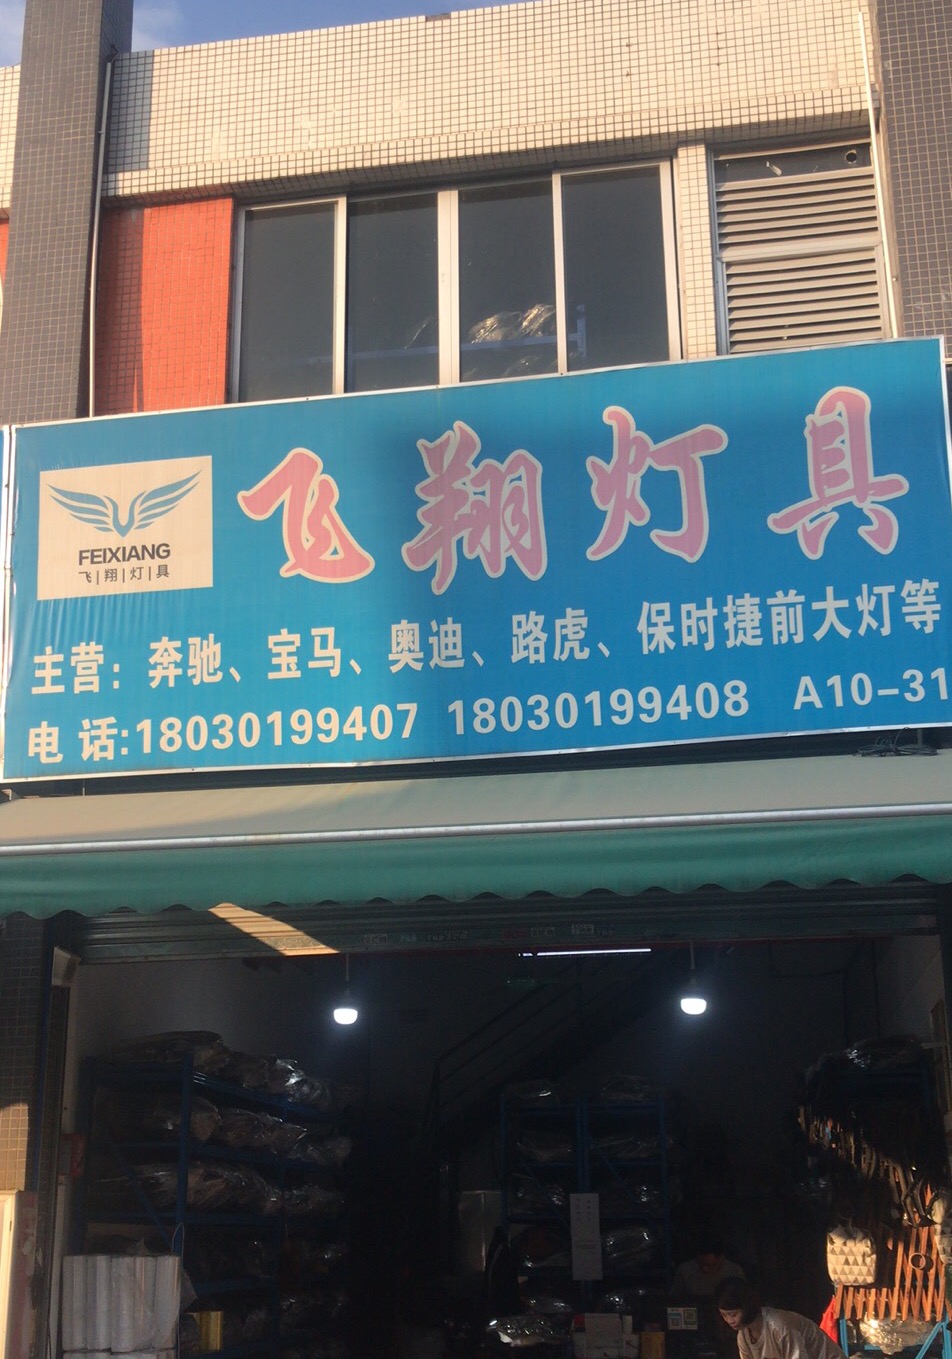 飞翔灯具
FEIXIANG
飞|翔|灯|具
主营：奔驰、宝马、奥迪、路虎、保时捷前大灯等
电话:18030199407 18030199408 A10-31